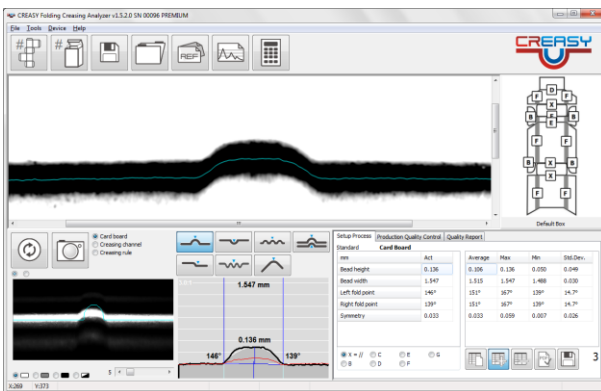 CREASY Folding Creasing Analyzer v1.5.2.0 SN 00096 PREMIUM
File Tools Device Help
# # REF
CREASY
D
F F
X
B F B
E
F F
B X B
X
F F
Default Box
Card board
Creasing channel
Creasing rule
1.547 mm
0.136 mm
146° 139°
Setup Process Production Quality Control Quality Report
Standard Card Board
mm Act Average Max Min Std.Dev.
Bead height 0.136 0.106 0.136 0.050 0.049
Bead width 1.547 1.515 1.547 1.488 0.030
Left fold point 146° 151° 167° 139° 14.7°
Right fold point 139° 151° 167° 139° 14.7°
Symmetry 0.033 0.033 0.059 0.007 0.026
X = // C E G
B D F
3
S
X:269 Y:373